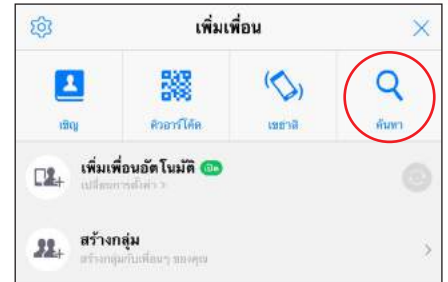 เพิ่มเพื่อน
เชิญ คิวอาร์โค้ด เขย่าสิ ค้นหา
เพิ่มเพื่อนอัตโนมัติ เปิด
เปลี่ยนการตั้งค่า >
สร้างกลุ่ม
สร้างกลุ่มกับเพื่อนๆ ของคุณ